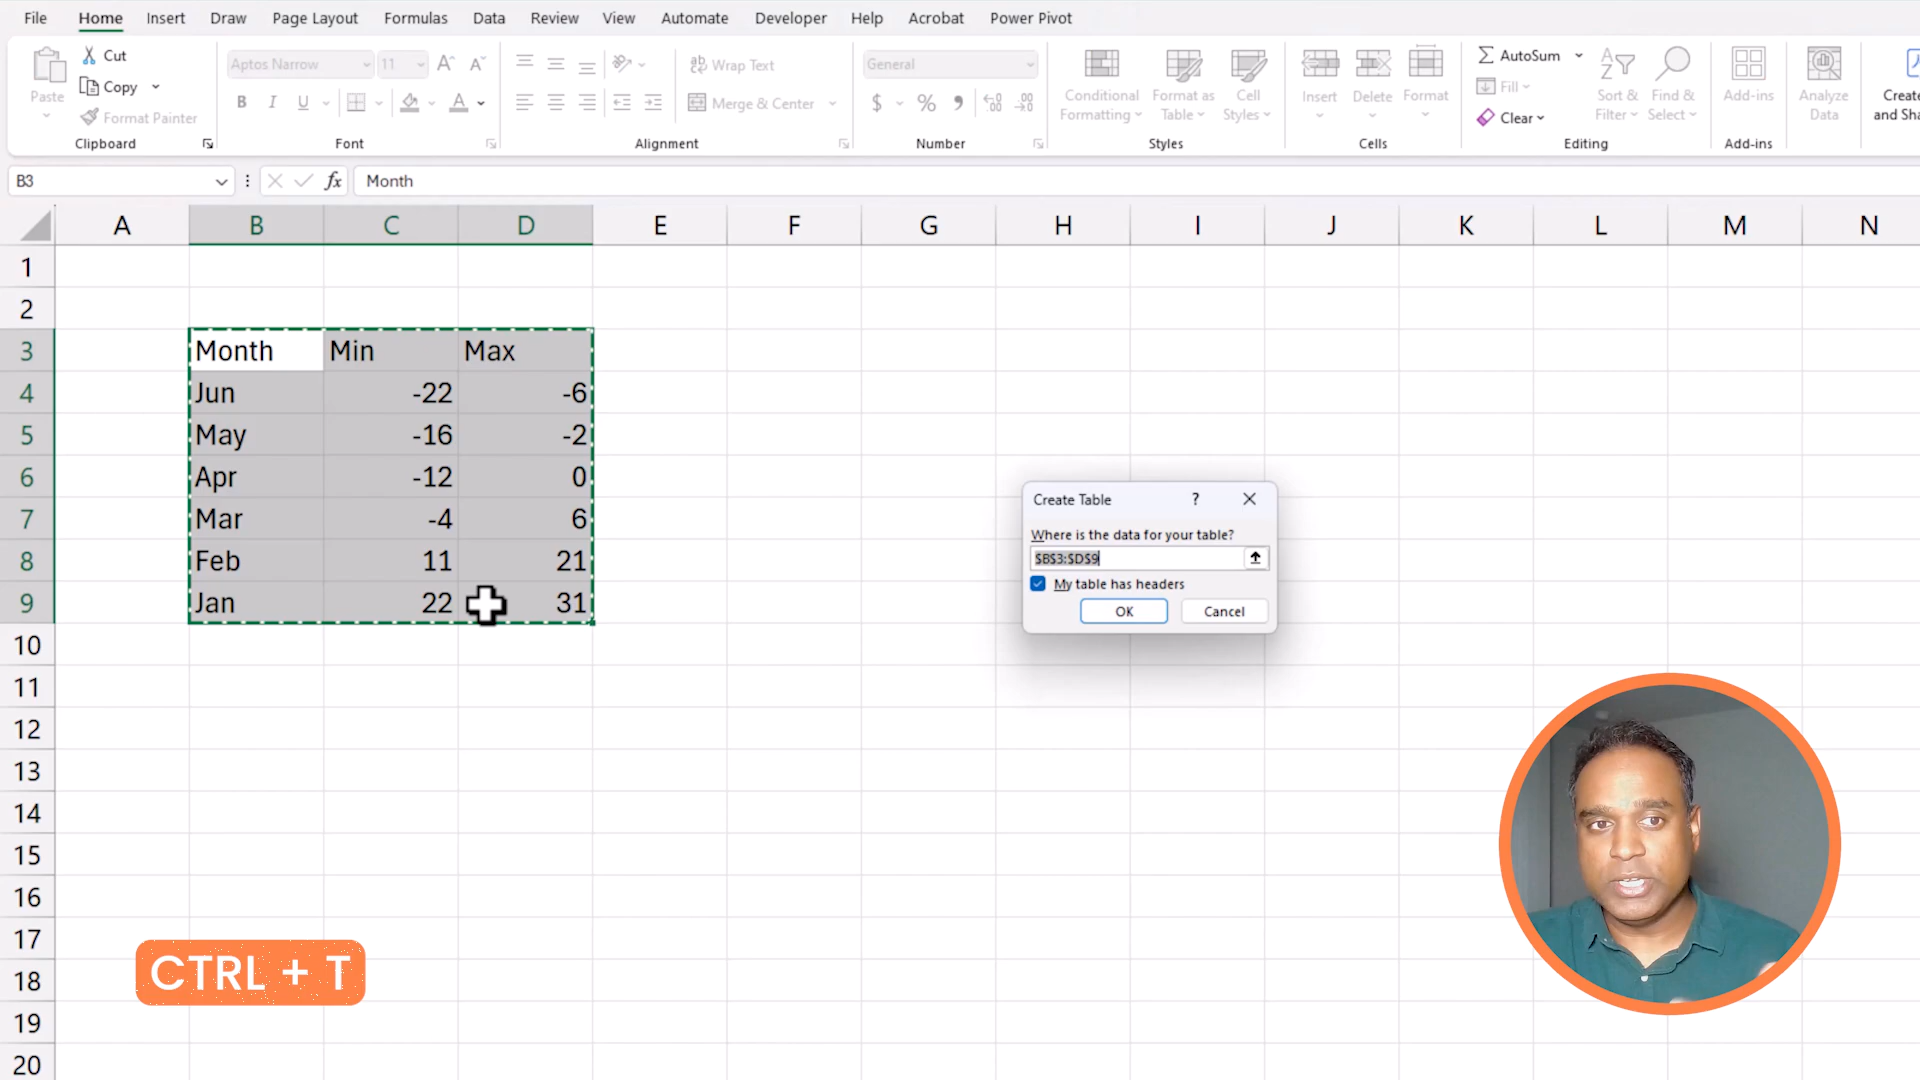 File Home Insert Draw Page Layout Formulas Data Review View Automate Developer Help Acrobat Power Pivot
Paste
Cut
Copy
Format Painter
Clipboard
Aptos Narrow 11 A A
B I U A
Font
Wrap Text
Merge & Center
Alignment
General
$ % 9
Number
Conditional Formatting
Format as Table
Cell Styles
Styles
Insert Delete Format
Cells
AutoSum
Fill
Clear
Sort & Filter
Find & Select
Editing
Add-ins
Add-ins
Analyze Data
B3 fx Month
A B C D E F G H I J K L M N
1
2
3 Month Min Max
4 Jun -22 -6
5 May -16 -2
6 Apr -12 0
7 Mar -4 6
8 Feb 11 21
9 Jan 22 31
10
11
12
13
14
15
16
17
18
19
20
Create Table ?
Where is the data for your table?
$B$3:$D$9
My table has headers
OK Cancel
CTRL + T